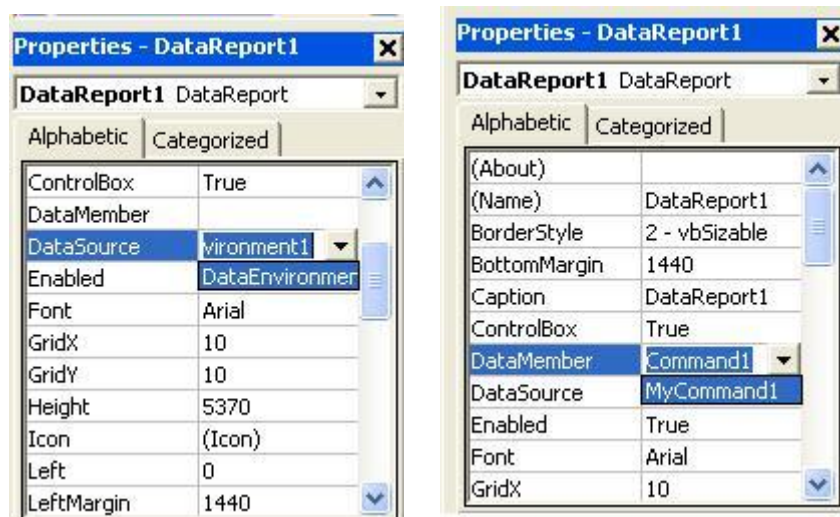 Properties - DataReport1
DataReport1 DataReport
Alphabetic Categorized
ControlBox True
DataMember
DataSource vironment1
DataEnvironmer
Enabled
Font Arial
GridX 10
GridY 10
Height 5370
Icon (Icon)
Left 0
LeftMargin 1440
Properties - DataReport1
DataReport1 DataReport
Alphabetic Categorized
(About)
(Name) DataReport1
BorderStyle 2 - vbSizable
BottomMargin 1440
Caption DataReport1
ControlBox True
DataMember Command1
DataSource MyCommand1
Enabled True
Font Arial
GridX 10